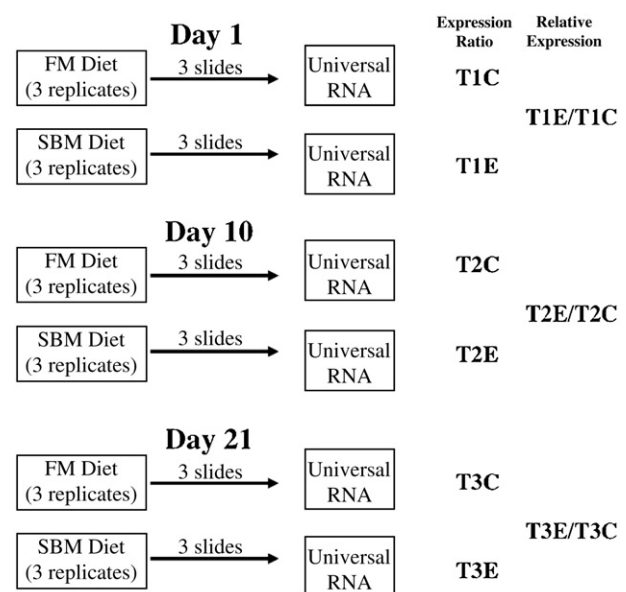 Expression Ratio
Relative Expression
Day 1
FM Diet
(3 replicates)
3 slides
Universal
RNA
T1C
T1E/T1C
SBM Diet
(3 replicates)
3 slides
Universal
RNA
T1E
Day 10
FM Diet
(3 replicates)
3 slides
Universal
RNA
T2C
T2E/T2C
SBM Diet
(3 replicates)
3 slides
Universal
RNA
T2E
Day 21
FM Diet
(3 replicates)
3 slides
Universal
RNA
T3C
T3E/T3C
SBM Diet
(3 replicates)
3 slides
Universal
RNA
T3E